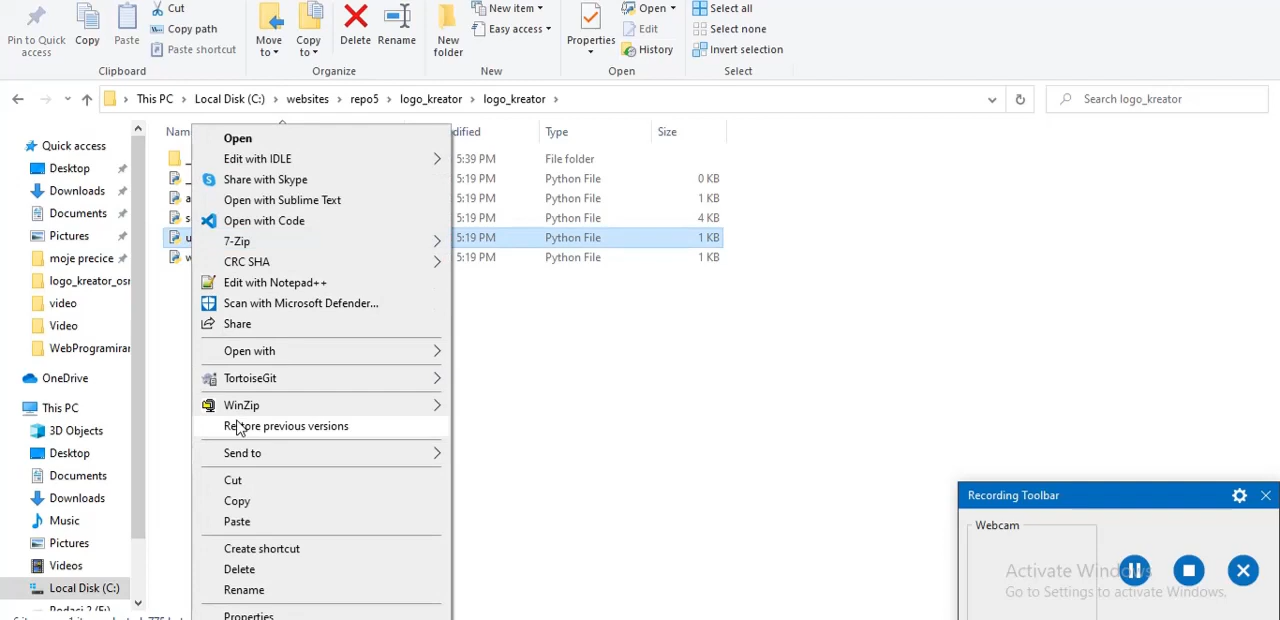 Pin to Quick access
Copy
Paste
Cut
Copy path
Paste shortcut
Clipboard
Move to
Copy to
Delete
Rename
Organize
New folder
New item
Easy access
New
Properties
Open
Edit
History
Open
Select all
Select none
Invert selection
Select
This PC > Local Disk (C:) > websites > repo5 > logo_kreator > logo_kreator >
Search logo_kreator
Quick access
Desktop
Downloads
Documents
Pictures
moje precice
logo_kreator_osn
video
Video
WebProgramiran
OneDrive
This PC
3D Objects
Desktop
Documents
Downloads
Music
Pictures
Videos
Local Disk (C:)
Nam
dified
Type
Size
5:39 PM File folder
5:19 PM Python File 0 KB
5:19 PM Python File 1 KB
5:19 PM Python File 4 KB
5:19 PM Python File 1 KB
5:19 PM Python File 1 KB
Open
Edit with IDLE
Share with Skype
Open with Sublime Text
Open with Code
7-Zip
CRC SHA
Edit with Notepad++
Scan with Microsoft Defender...
Share
Open with
TortoiseGit
WinZip
Restore previous versions
Send to
Cut
Copy
Paste
Create shortcut
Delete
Rename
Properties
Recording Toolbar
Webcam
Activate Windows
Go to Settings to activate Windows.